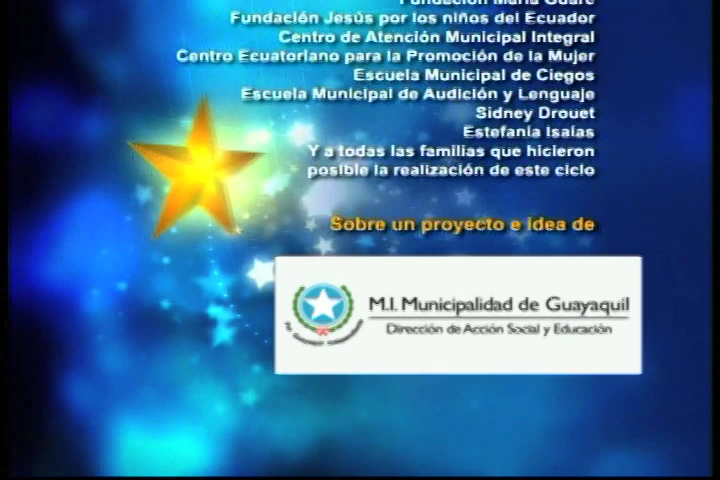 Fundación María Guare
Fundación Jesús por los niños del Ecuador
Centro de Atención Municipal Integral
Centro Ecuatoriano para la Promoción de la Mujer
Escuela Municipal de Ciegos
Escuela Municipal de Audición y Lenguaje
Sidney Drouet
Estefania Isaias
Y a todas las familias que hicieron
posible la realización de este ciclo
Sobre un proyecto e idea de
M.I. Municipalidad de Guayaquil
Dirección de Acción Social y Educación